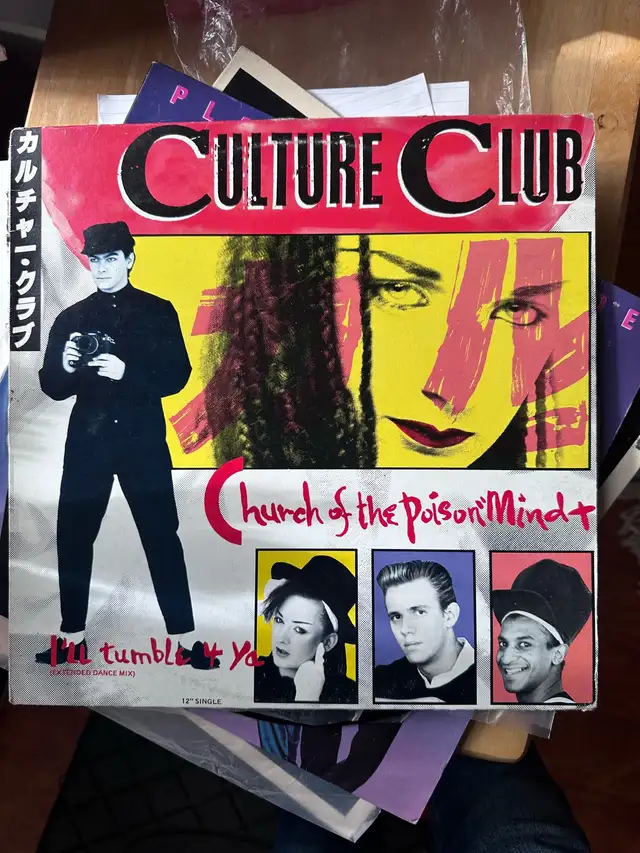 カルチャー・クラブ
CULTURE CLUB
Church of the Poison Mind +
I'll tumble 4 Ya
(EXTENDED DANCE MIX)
12" SINGLE